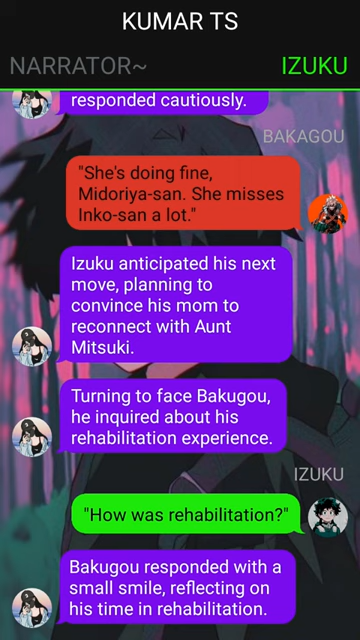 KUMAR TS
NARRATOR~
IZUKU
responded cautiously.
BAKAGOU
"She's doing fine,
Midoriya-san. She misses
Inko-san a lot."
Izuku anticipated his next
move, planning to
convince his mom to
reconnect with Aunt
Mitsuki.
Turning to face Bakugou,
he inquired about his
rehabilitation experience.
IZUKU
"How was rehabilitation?"
Bakugou responded with a
small smile, reflecting on
his time in rehabilitation.